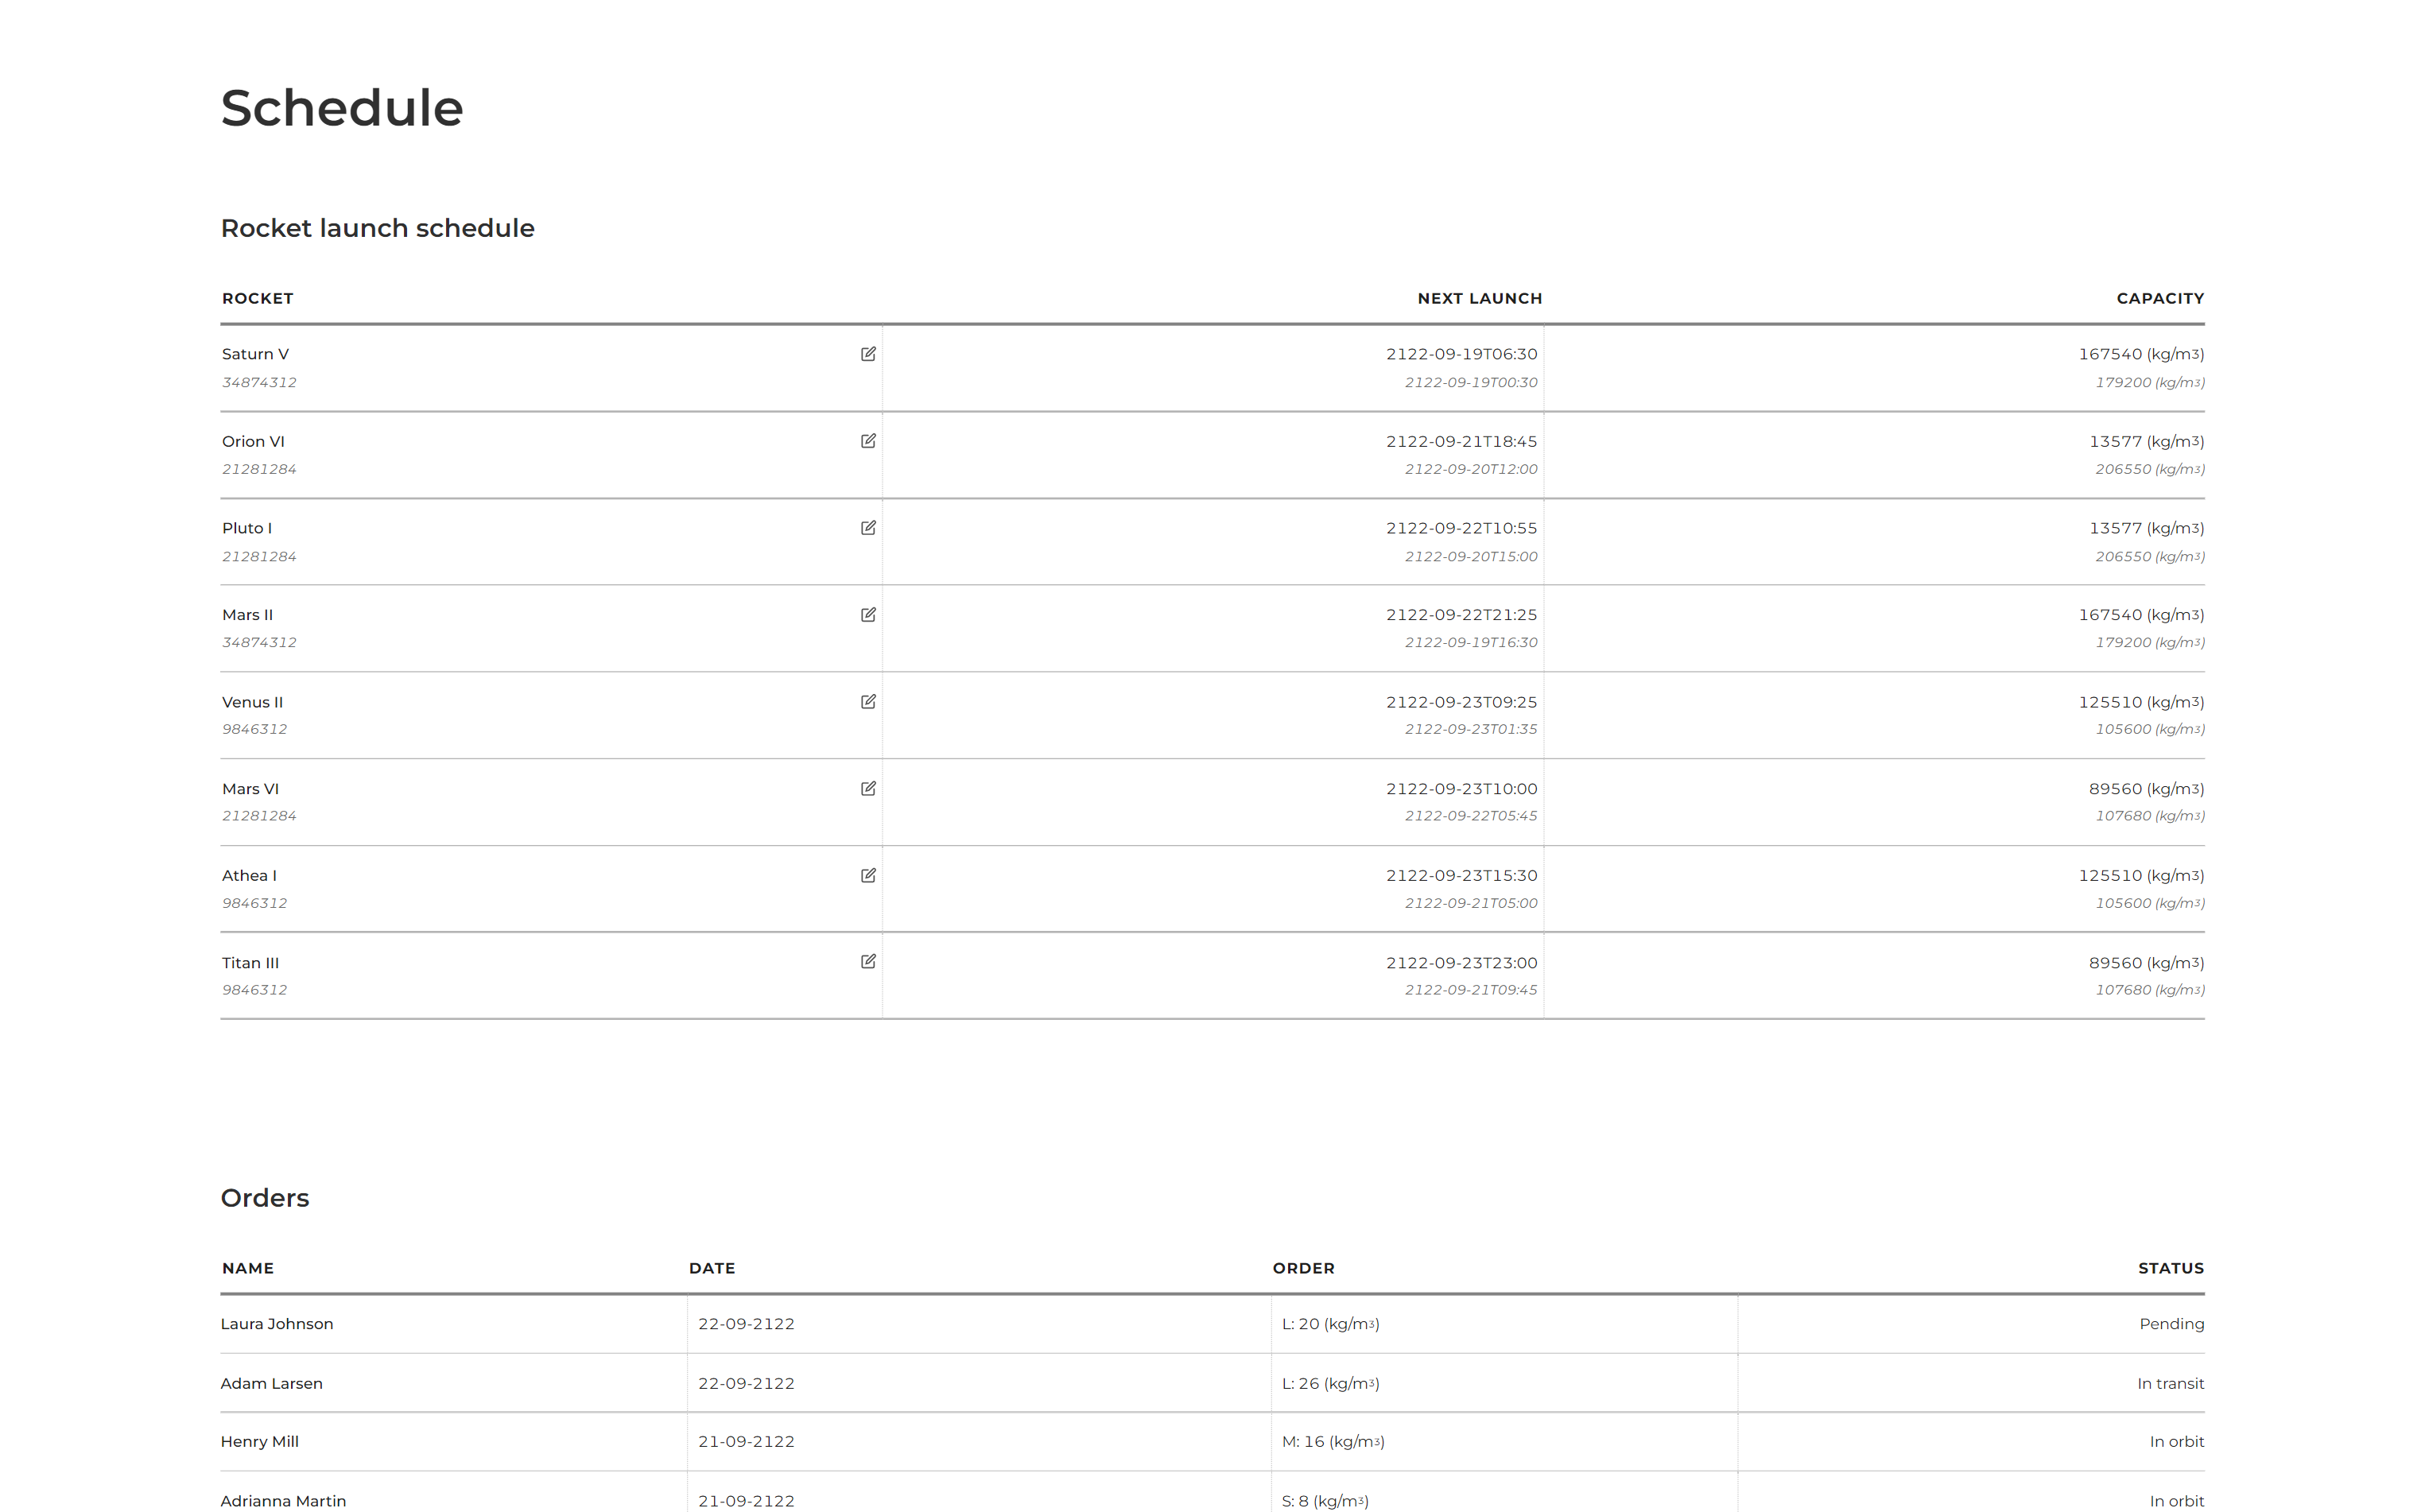 Schedule
Rocket launch schedule
ROCKET NEXT LAUNCH CAPACITY
Saturn V 2122-09-19T06:30 167540 (kg/m3)
34874312 2122-09-19T00:30 179200 (kg/m3)
Orion VI 2122-09-21T18:45 13577 (kg/m3)
21281284 2122-09-20T12:00 206550 (kg/m3)
Pluto I 2122-09-22T10:55 13577 (kg/m3)
21281284 2122-09-20T15:00 206550 (kg/m3)
Mars II 2122-09-22T21:25 167540 (kg/m3)
34874312 2122-09-19T16:30 179200 (kg/m3)
Venus II 2122-09-23T09:25 125510 (kg/m3)
9846312 2122-09-23T01:35 105600 (kg/m3)
Mars VI 2122-09-23T10:00 89560 (kg/m3)
21281284 2122-09-22T05:45 107680 (kg/m3)
Athea I 2122-09-23T15:30 125510 (kg/m3)
9846312 2122-09-21T05:00 105600 (kg/m3)
Titan III 2122-09-23T23:00 89560 (kg/m3)
9846312 2122-09-21T09:45 107680 (kg/m3)
Orders
NAME DATE ORDER STATUS
Laura Johnson 22-09-2122 L: 20 (kg/m3) Pending
Adam Larsen 22-09-2122 L: 26 (kg/m3) In transit
Henry Mill 21-09-2122 M: 16 (kg/m3) In orbit
Adrianna Martin 21-09-2122 S: 8 (kg/m3) In orbit